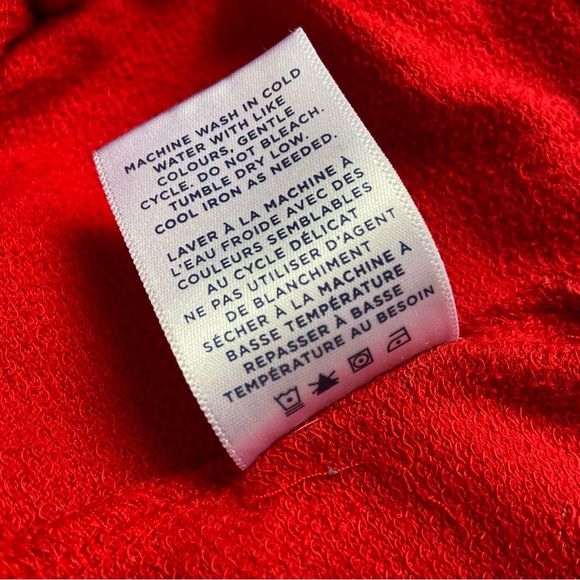 MACHINE WASH IN COLD
WATER WITH LIKE
COLOURS, GENTLE
CYCLE. DO NOT BLEACH.
TUMBLE DRY LOW.
COOL IRON AS NEEDED.
LAVER À LA MACHINE À
L'EAU FROIDE AVEC DES
COULEURS SEMBLABLES
AU CYCLE DÉLICAT
NE PAS UTILISER D'AGENT
DE BLANCHIMENT
SÉCHER À LA MACHINE À
BASSE TEMPÉRATURE
REPASSER À BASSE
TEMPÉRATURE AU BESOIN